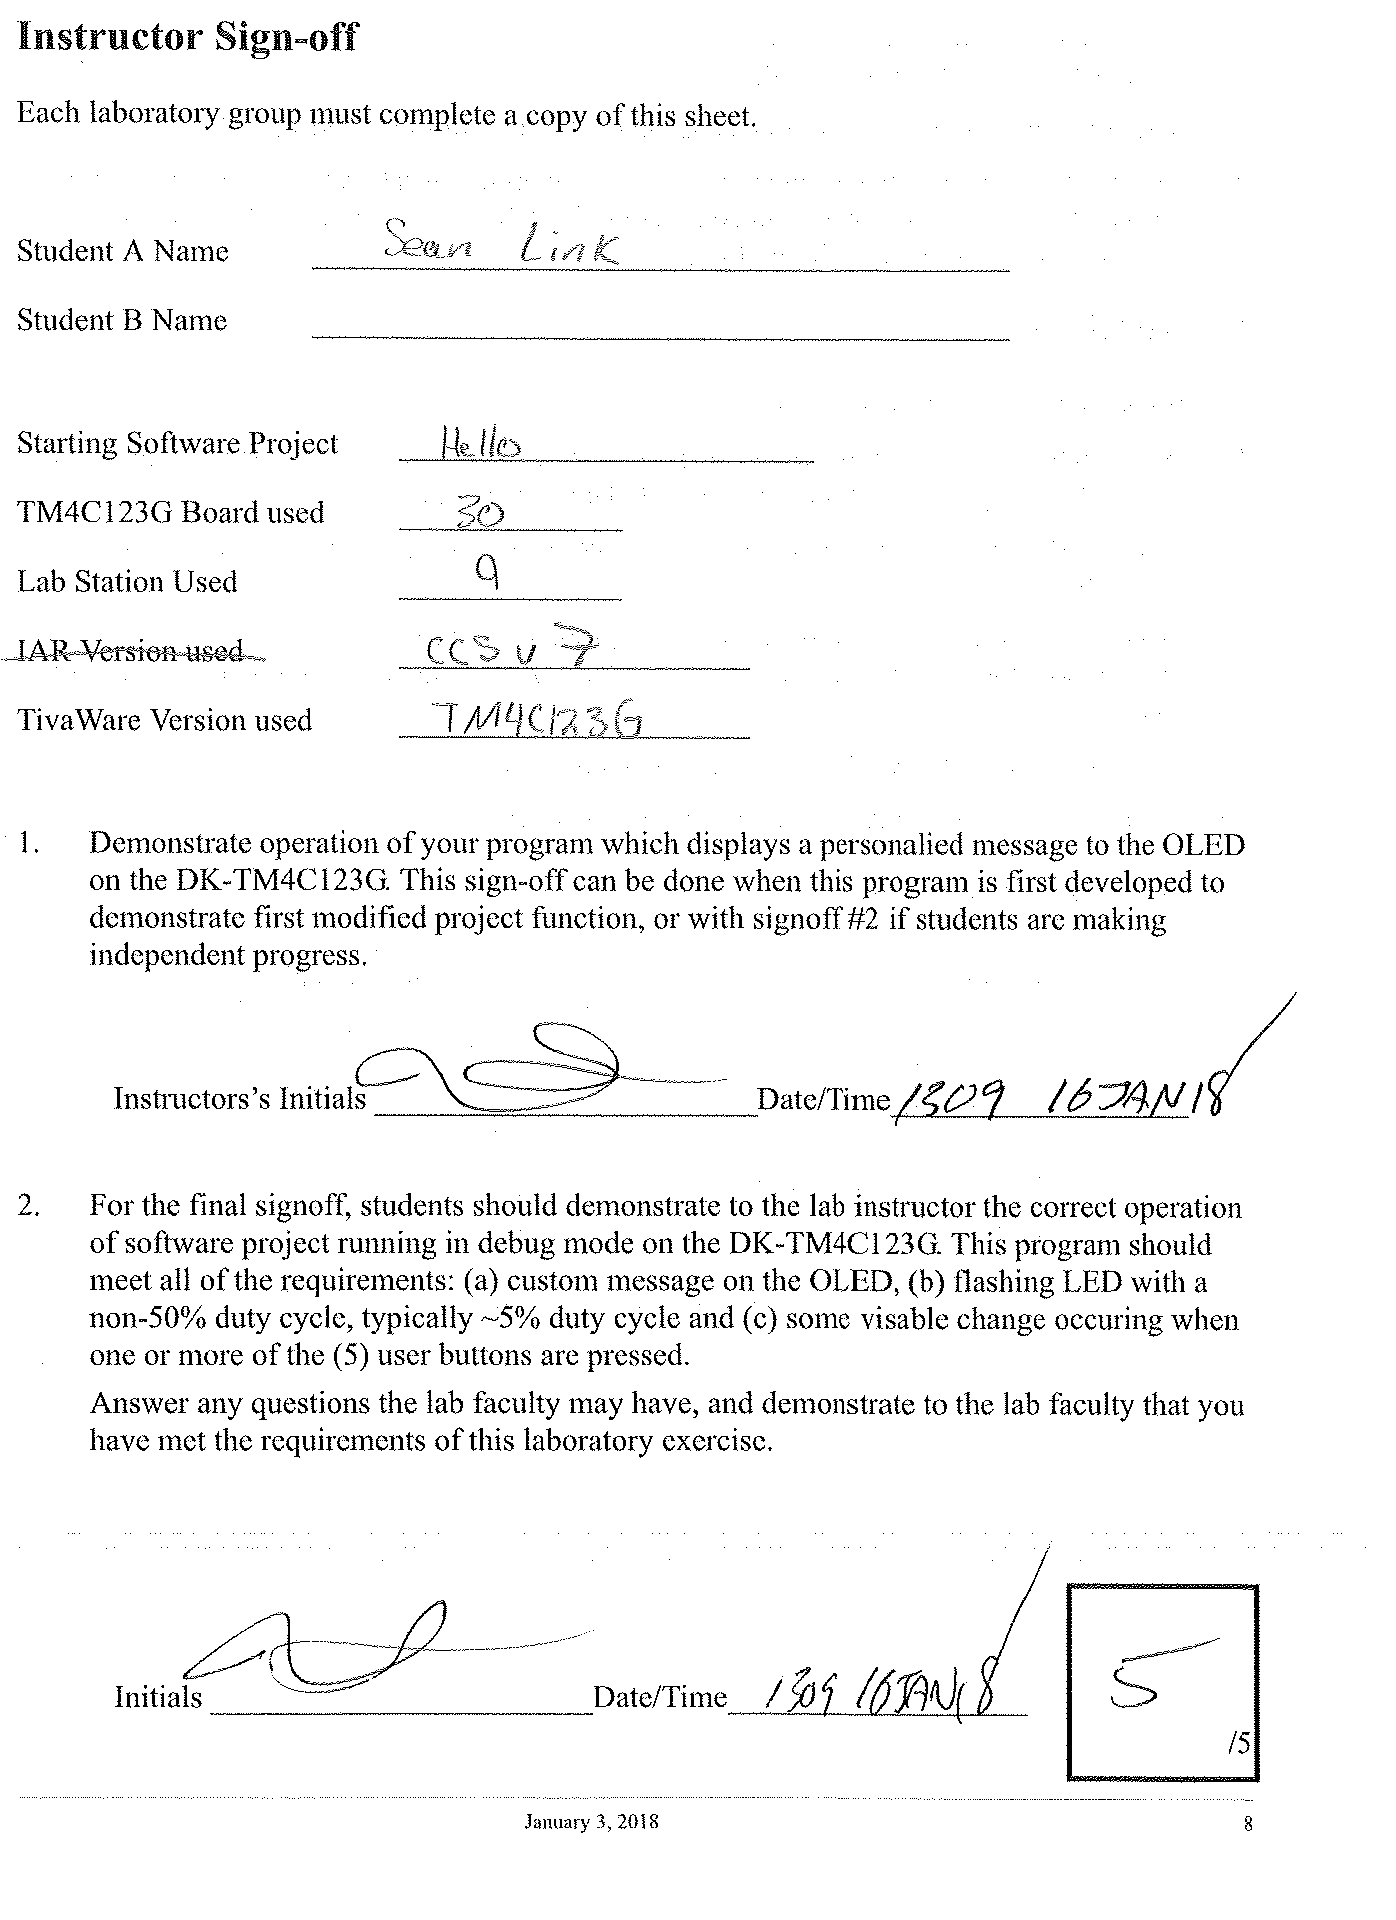 Instructor Sign-off
Each laboratory group must complete a copy of this sheet.
Student A Name Sean Link
Student B Name
Starting Software Project Hello
TM4C123G Board used 30
Lab Station Used 9
IAR Version used CCS v 7
TivaWare Version used TM4C123G
1. Demonstrate operation of your program which displays a personalied message to the OLED
on the DK-TM4C123G. This sign-off can be done when this program is first developed to
demonstrate first modified project function, or with signoff #2 if students are making
independent progress.
Instructors's Initials Date/Time 1309 16JAN18
2. For the final signoff, students should demonstrate to the lab instructor the correct operation
of software project running in debug mode on the DK-TM4C123G. This program should
meet all of the requirements: (a) custom message on the OLED, (b) flashing LED with a
non-50% duty cycle, typically ~5% duty cycle and (c) some visable change occuring when
one or more of the (5) user buttons are pressed.
Answer any questions the lab faculty may have, and demonstrate to the lab faculty that you
have met the requirements of this laboratory exercise.
Initials Date/Time 1309 16JAN18
5
/5
January 3, 2018 8